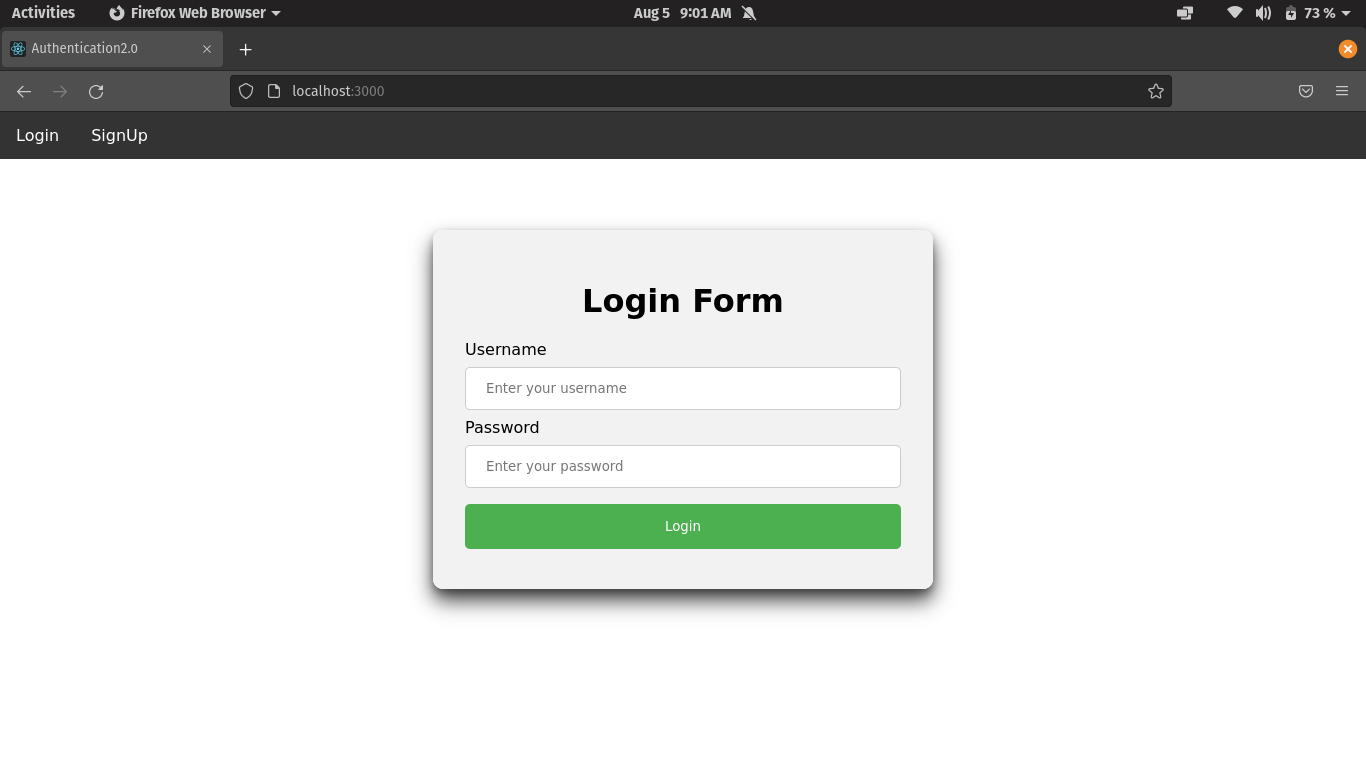 Activities Firefox Web Browser Aug 5 9:01 AM 73 %
Authentication2.0
localhost:3000
Login SignUp
Login Form
Username
Enter your username
Password
Enter your password
Login